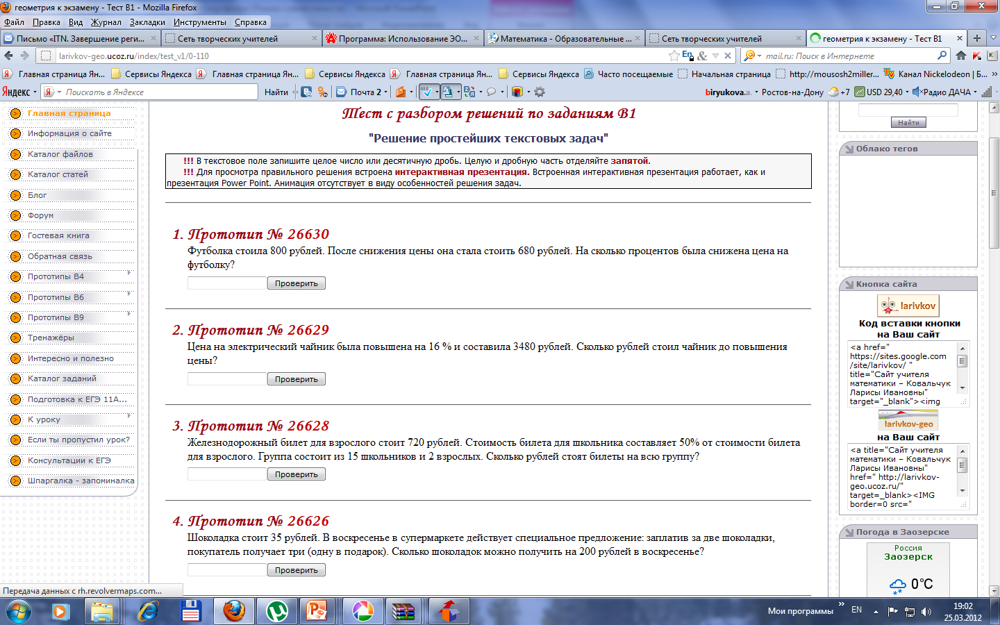 геометрия к экзамену - Тест В1 - Mozilla Firefox
Файл Правка Вид Журнал Закладки Инструменты Справка
Письмо «ITN. Завершение реги... Сеть творческих учителей Программа: Использование ЭО... Математика - Образовательные ... Сеть творческих учителей геометрия к экзамену - Тест В1
larivkov-geo.ucoz.ru/index/test_v1/0-110 mail.ru: Поиск в Интернете
Главная страница Ян... Сервисы Яндекса Главная страница Ян... Сервисы Яндекса Главная страница Ян... Сервисы Яндекса Часто посещаемые Начальная страница http://mousosh2miller... Канал Nickelodeon | Б...
Яндекс Поискать в Яндексе Найти Почта 2 biryukova.a. Ростов-на-Дону +7 USD 29,40 Радио ДАЧА
Главная страница
Информация о сайте
Каталог файлов
Каталог статей
Блог
Форум
Гостевая книга
Обратная связь
Прототипы В4
Прототипы В6
Прототипы В9
Тренажёры
Интересно и полезно
Каталог заданий
Подготовка к ЕГЭ 11А...
К уроку
Если ты пропустил урок?
Консультации к ЕГЭ
Шпаргалка - запоминалка
Тест с разбором решений по заданиям В1
"Решение простейших текстовых задач"
!!! В текстовое поле запишите целое число или десятичную дробь. Целую и дробную часть отделяйте запятой.
!!! Для просмотра правильного решения встроена интерактивная презентация. Встроенная интерактивная презентация работает, как и
презентация Power Point. Анимация отсутствует в виду особенностей решения задач.
1. Прототип № 26630
Футболка стоила 800 рублей. После снижения цены она стала стоить 680 рублей. На сколько процентов была снижена цена на
футболку?
Проверить
2. Прототип № 26629
Цена на электрический чайник была повышена на 16 % и составила 3480 рублей. Сколько рублей стоил чайник до повышения
цены?
Проверить
3. Прототип № 26628
Железнодорожный билет для взрослого стоит 720 рублей. Стоимость билета для школьника составляет 50% от стоимости билета
для взрослого. Группа состоит из 15 школьников и 2 взрослых. Сколько рублей стоят билеты на всю группу?
Проверить
4. Прототип № 26626
Шоколадка стоит 35 рублей. В воскресенье в супермаркете действует специальное предложение: заплатив за две шоколадки,
покупатель получает три (одну в подарок). Сколько шоколадок можно получить на 200 рублей в воскресенье?
Проверить
Найти
Облако тегов
Кнопка сайта
larivkov
Код вставки кнопки
на Ваш сайт
<a href="
https://sites.google.com
/site/larivkov/ "
title="Сайт учителя
математики – Ковальчук
Ларисы Ивановны"
target="_blank"><img
larivkov-geo
на Ваш сайт
<a title="Сайт учителя
математики – Ковальчук
Ларисы Ивановны"
href=" http://larivkov-
geo.ucoz.ru/"
target=_blank><IMG
border=0 src="
Погода в Заозерске
Россия
Заозерск
0°C
Передача данных с rh.revolvermaps.com...
Мои программы » EN 19:02
25.03.2012